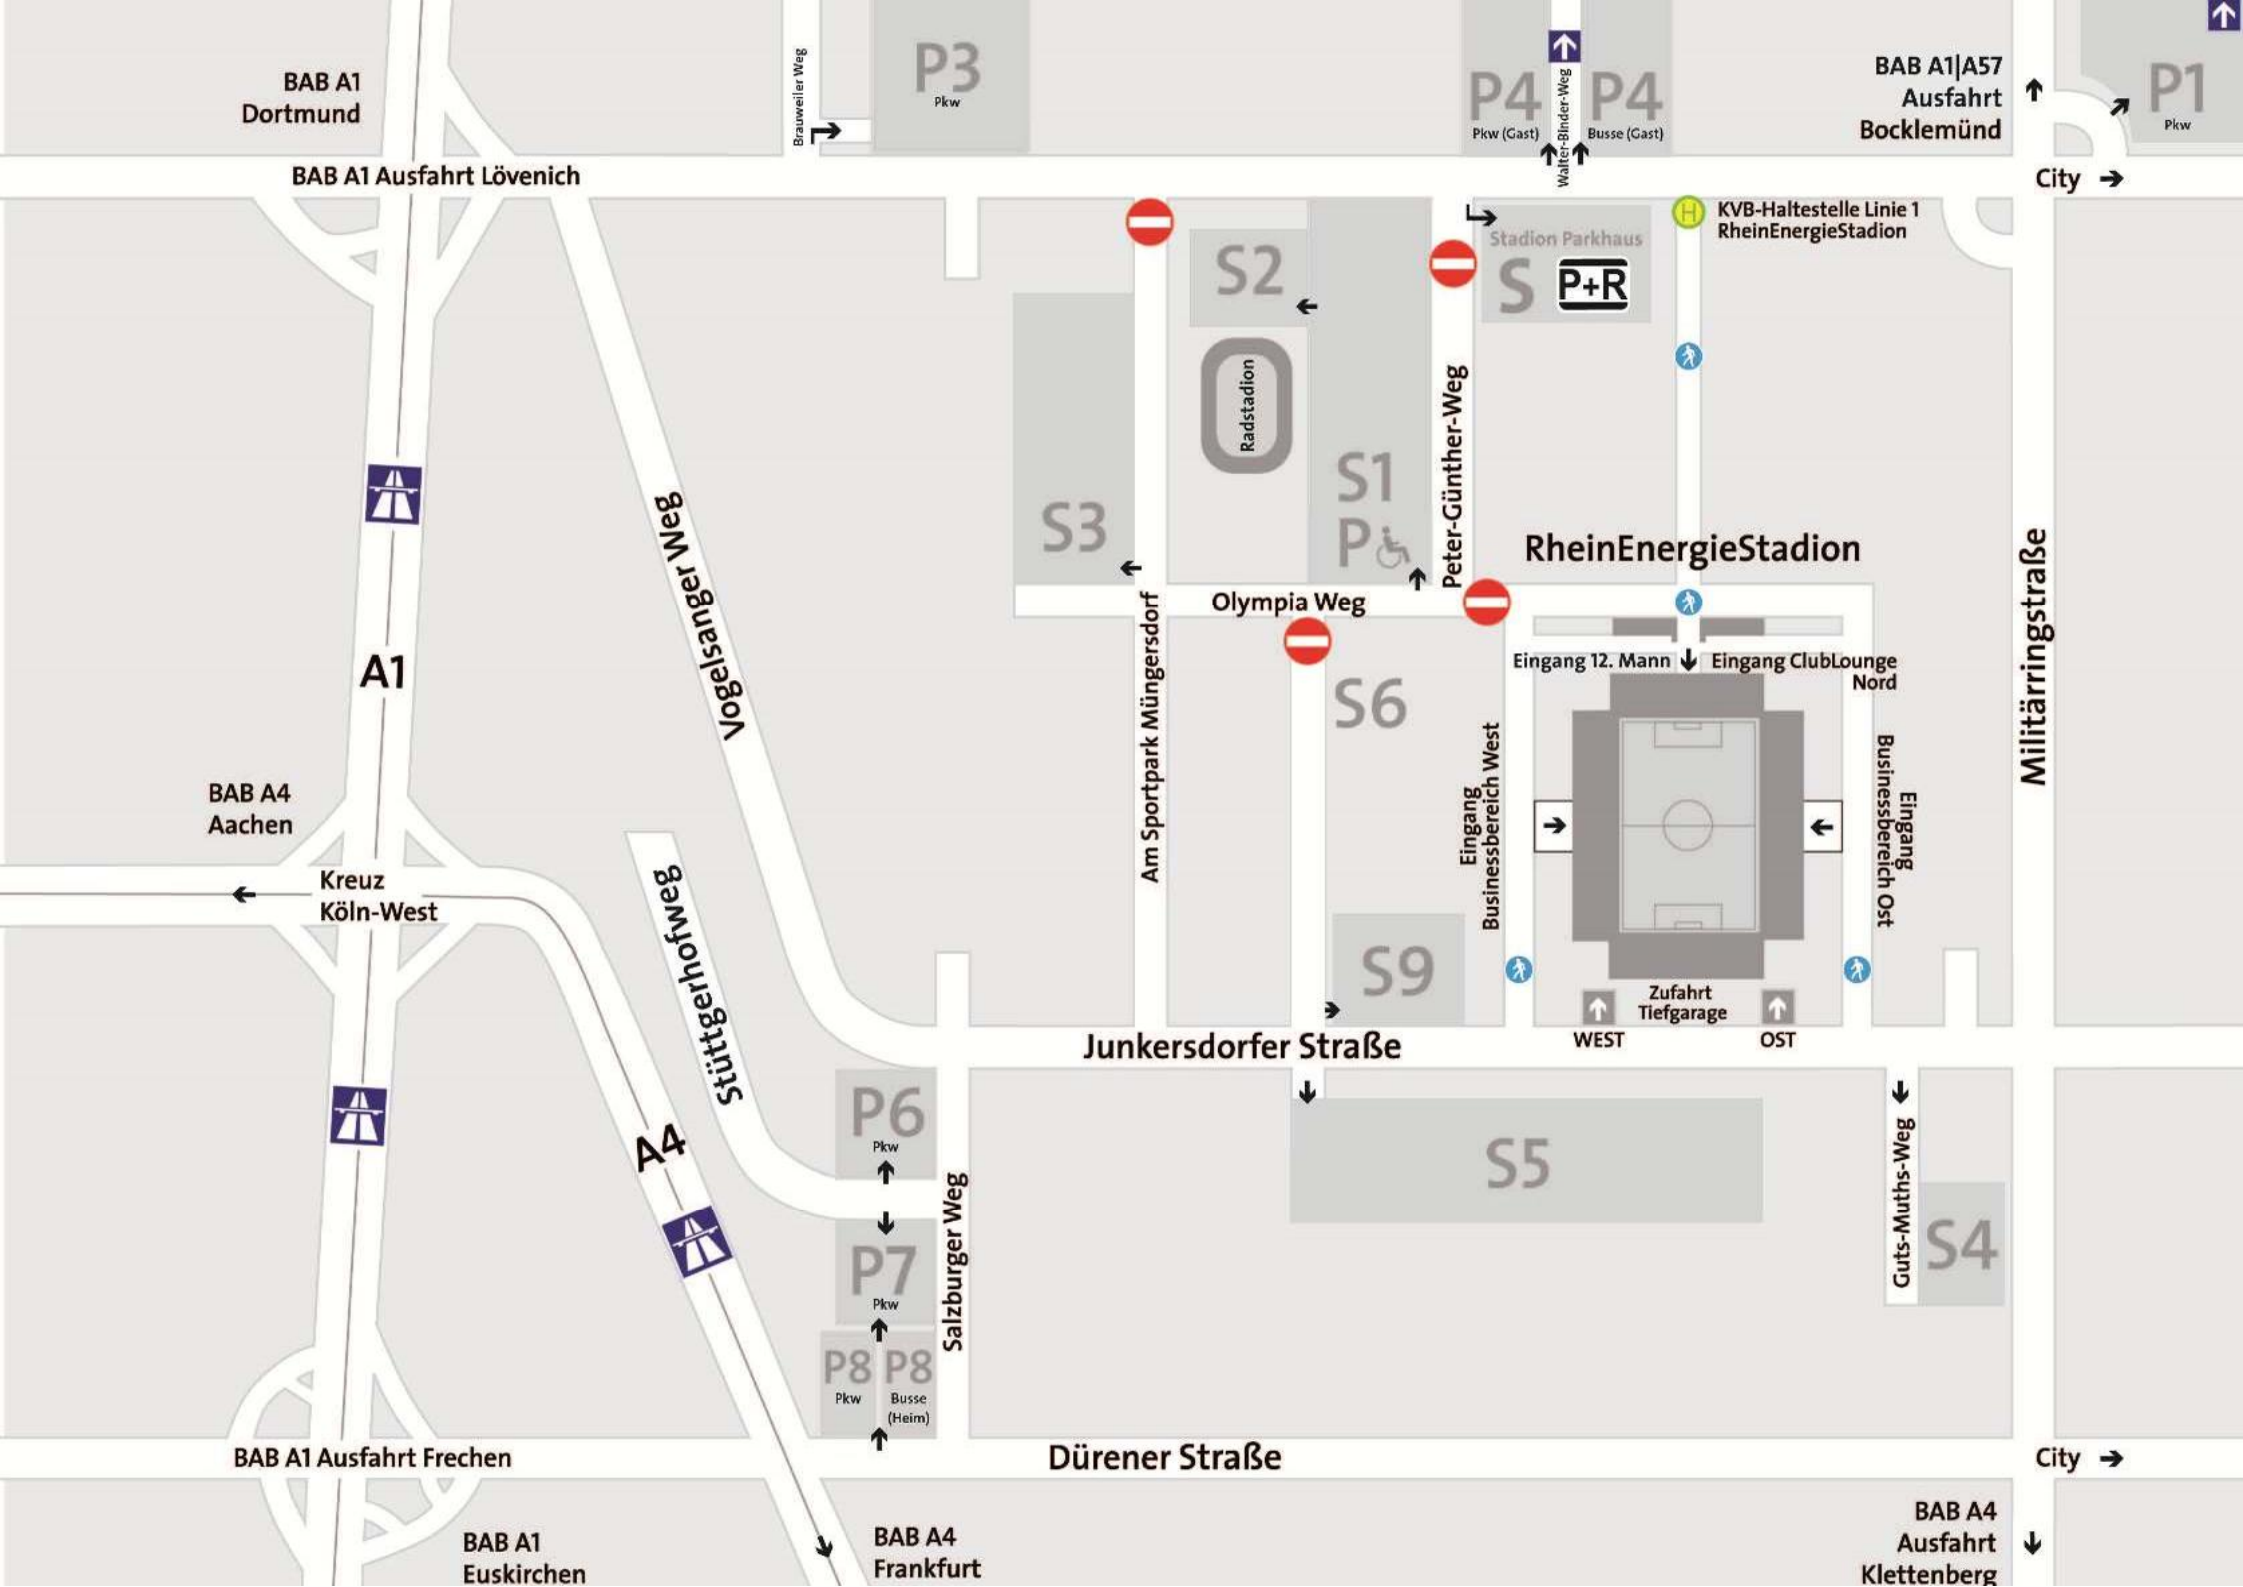 BAB A1
Dortmund
Brauweiler Weg
P3
Pkw
P4
Pkw (Gast)
Walter-Binder-Weg
P4
Busse (Gast)
BAB A1|A57
Ausfahrt
Bocklemünd
P1
Pkw
BAB A1 Ausfahrt Lövenich
City
KVB-Haltestelle Linie 1
RheinEnergieStadion
H
Stadion Parkhaus
S
P+R
S2
Radstadion
S1
P
S3
Peter-Günther-Weg
Vogelsanger Weg
RheinEnergieStadion
Militärringstraße
Olympia Weg
Am Sportpark Müngersdorf
A1
Eingang 12. Mann
Eingang ClubLounge
Nord
S6
Eingang
Businessbereich West
Eingang
Businessbereich Ost
BAB A4
Aachen
Kreuz
Köln-West
Stüttgerhofweg
S9
Zufahrt
Tiefgarage
WEST
OST
Junkersdorfer Straße
P6
Pkw
A4
S5
Guts-Muths-Weg
S4
P7
Pkw
Salzburger Weg
P8
Pkw
P8
Busse
(Heim)
BAB A1 Ausfahrt Frechen
Dürener Straße
City
BAB A1
Euskirchen
BAB A4
Frankfurt
BAB A4
Ausfahrt
Klettenberg